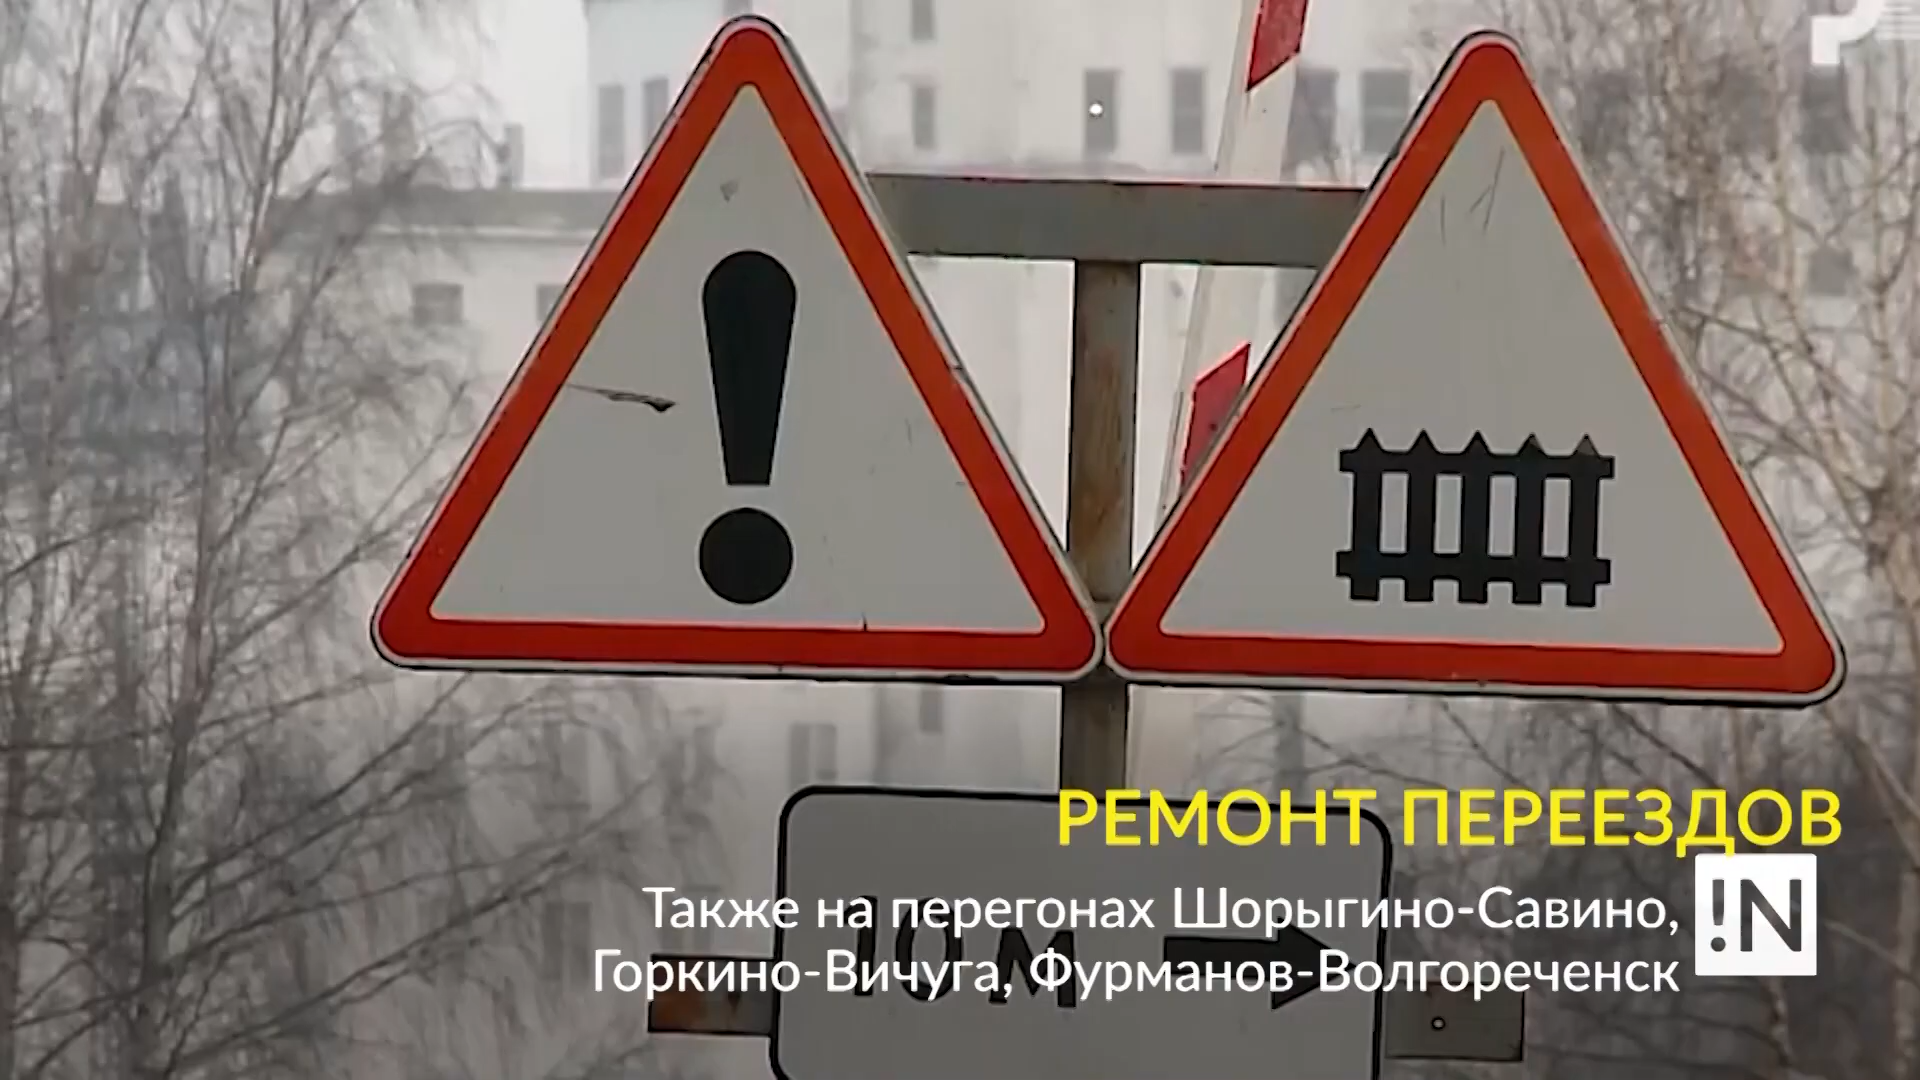 РЕМОНТ ПЕРЕЕЗДОВ
Также на перегонах Шорыгино-Савино,
Горкино-Вичуга, Фурманов-Волгореченск
!N
10 м